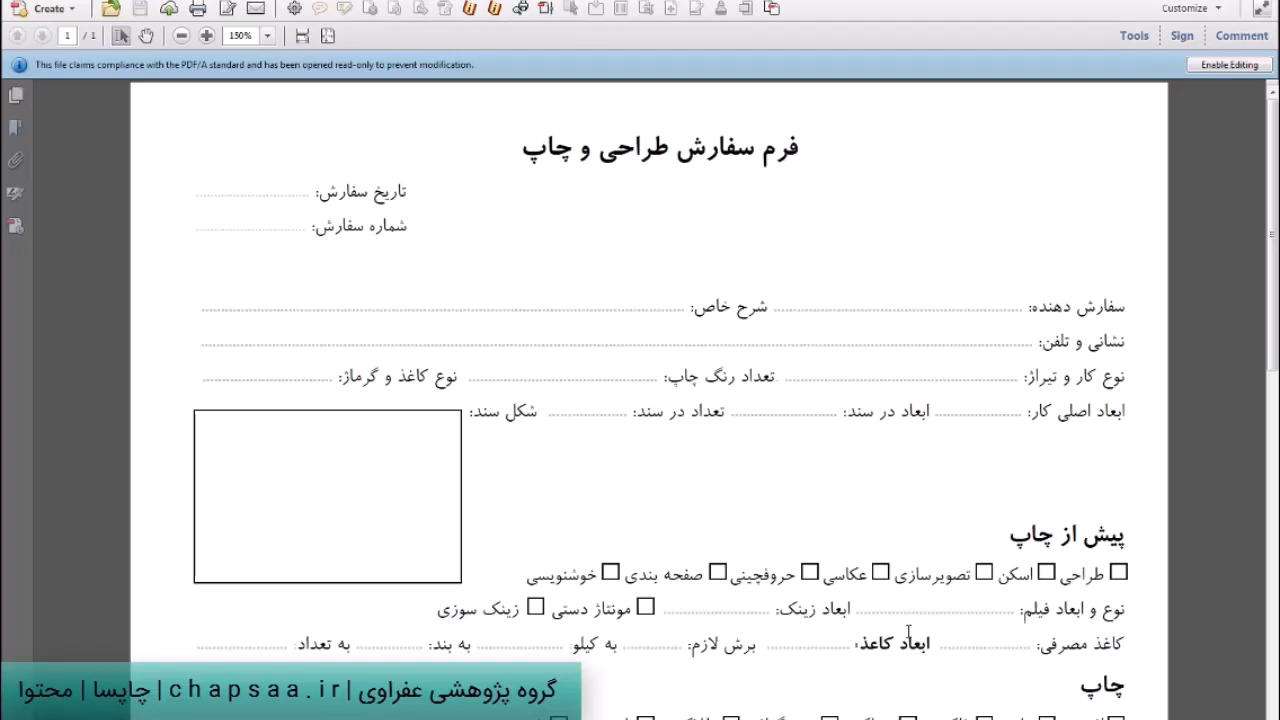 Create
1 / 1
150%
Customize
Tools Sign Comment
This file claims compliance with the PDF/A standard and has been opened read-only to prevent modification.
Enable Editing
فرم سفارش طراحی و چاپ
تاریخ سفارش:
شماره سفارش:
سفارش دهنده: شرح خاص:
نشانی و تلفن:
نوع کار و تیراژ: تعداد رنگ چاپ: نوع کاغذ و گرماژ:
ابعاد اصلی کار: ابعاد در سند: تعداد در سند: شکل سند:
پیش از چاپ
طراحی اسکن تصویرسازی عکاسی حروفچینی صفحه بندی خوشنویسی
نوع و ابعاد فیلم: ابعاد زینک: مونتاژ دستی زینک سوزی
کاغذ مصرفی: ابعاد کاغذ: برش لازم: به کیلو: به بند: به تعداد:
چاپ
گروه پژوهشی عفراوی | chapsaa.ir | چاپسا | محتوا